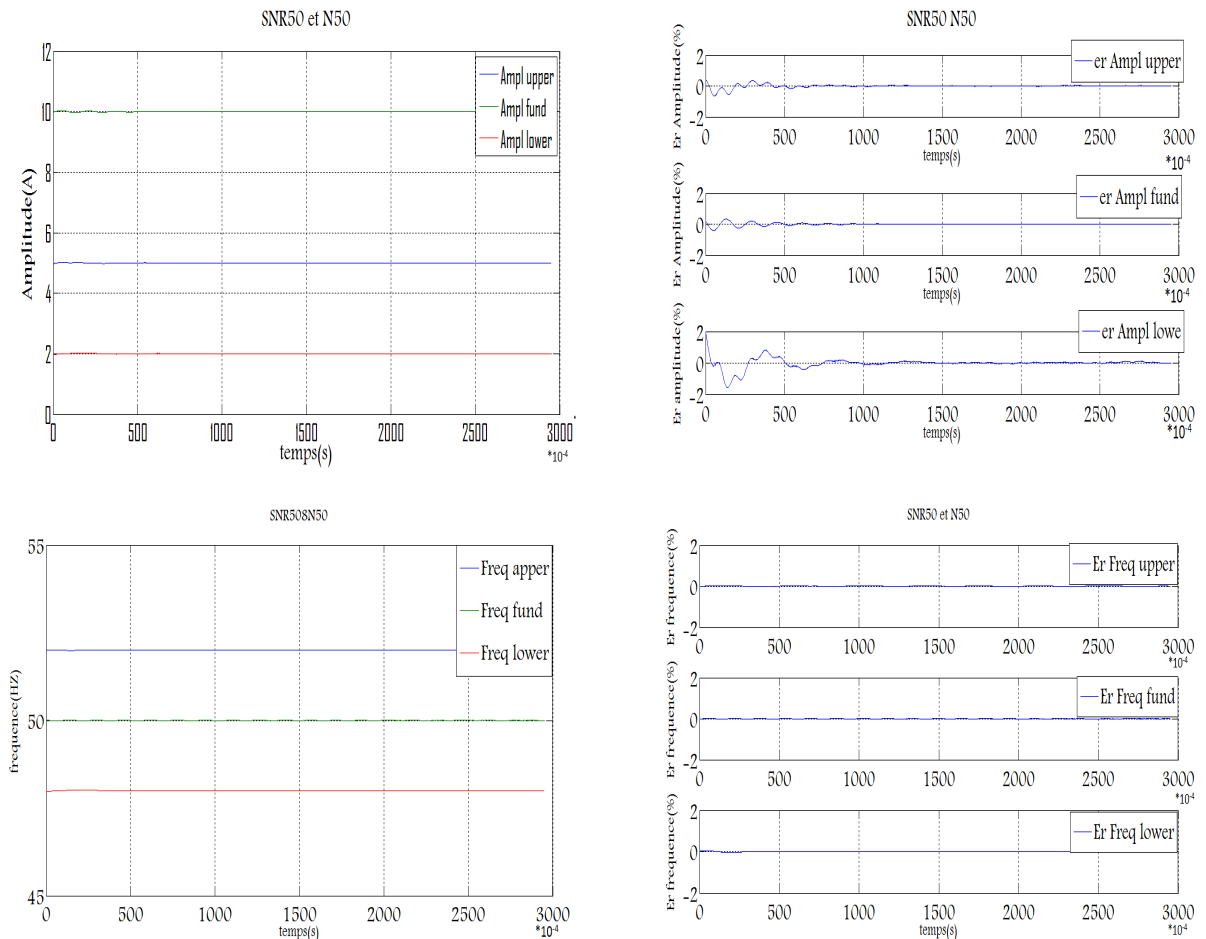 SNR50 et N50
Amplitude(A)
12
10
8
6
4
2
0
Ampl upper
Ampl fund
Ampl lower
0 500 1000 1500 2000 2500 3000
temps(s)
*10-4
SNR50 N50
Er Amplitude(%)
2
0
-2
er Ampl upper
0 500 1000 1500 2000 2500 3000
temps(s)
*10-4
Er Amplitude(%)
2
0
-2
er Ampl fund
0 500 1000 1500 2000 2500 3000
temps(s)
*10-4
Er amplitude(%)
2
0
-2
er Ampl lowe
0 500 1000 1500 2000 2500 3000
temps(s)
*10-4
SNR508N50
frequence(HZ)
55
50
45
Freq apper
Freq fund
Freq lower
0 500 1000 1500 2000 2500 3000
temps(s)
*10-4
SNR50 et N50
Er frequence(%)
2
0
-2
Er Freq upper
0 500 1000 1500 2000 2500 3000
*10-4
Er frequence(%)
2
0
-2
Er Freq fund
0 500 1000 1500 2000 2500 3000
*10-4
Er frequence(%)
2
0
-2
Er Freq lower
0 500 1000 1500 2000 2500 3000
temps(s)
*10-4